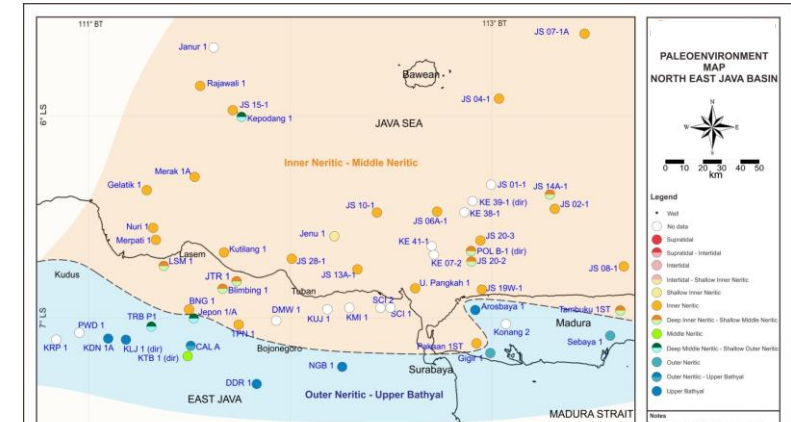 111° BT
113° BT
JS 07-1A
Janur 1
Bawean
Rajawali 1
JS 15-1
JS 04-1
Kepodang 1
6° LS
JAVA SEA
Inner Neritic - Middle Neritic
Merak 1A
Gelatik 1
JS 01-1
JS 14A-1
KE 39-1 (dir)
JS 10-1
JS 06A-1
KE 38-1
JS 02-1
Nuri 1
Merpati 1
Jenu 1
JS 20-3
KE 41-1
POL B-1 (dir)
Lasem
Kutilang 1
LSM 1
JS 28-1
KE 07-2
JS 20-2
JS 13A-1
JS 08-1
Kudus
JTR 1
Blimbing 1
Tuban
U. Pangkah 1
JS 19W-1
BNG 1
Jepon 1/A
DMW 1
SCI 2
Arosbaya 1
Tambuku 1ST
7° LS
TRB P1
KUJ 1
KMI 1
SCI 1
Madura
PWD 1
TPN 1
Konang 2
KRP 1
KDN 1A
KLJ 1 (dir)
CAL A
Bojonegoro
Pakaan 1ST
Sebaya 1
KTB 1 (dir)
Gigir 1
NGB 1
Surabaya
DDR 1
EAST JAVA
Outer Neritic - Upper Bathyal
MADURA STRAIT
PALEOENVIRONMENT
MAP
NORTH EAST JAVA BASIN
N
W
E
S
0 10 20 30 40 50
km
Legend
Well
No data
Supratidal
Supratidal - Intertidal
Intertidal
Intertidal - Shallow Inner Neritic
Shallow Inner Neritic
Inner Neritic
Deep Inner Neritic - Shallow Middle Neritic
Middle Neritic
Deep Middle Neritic - Shallow Outer Neritic
Outer Neritic
Outer Neritic - Upper Bathyal
Upper Bathyal
Notes